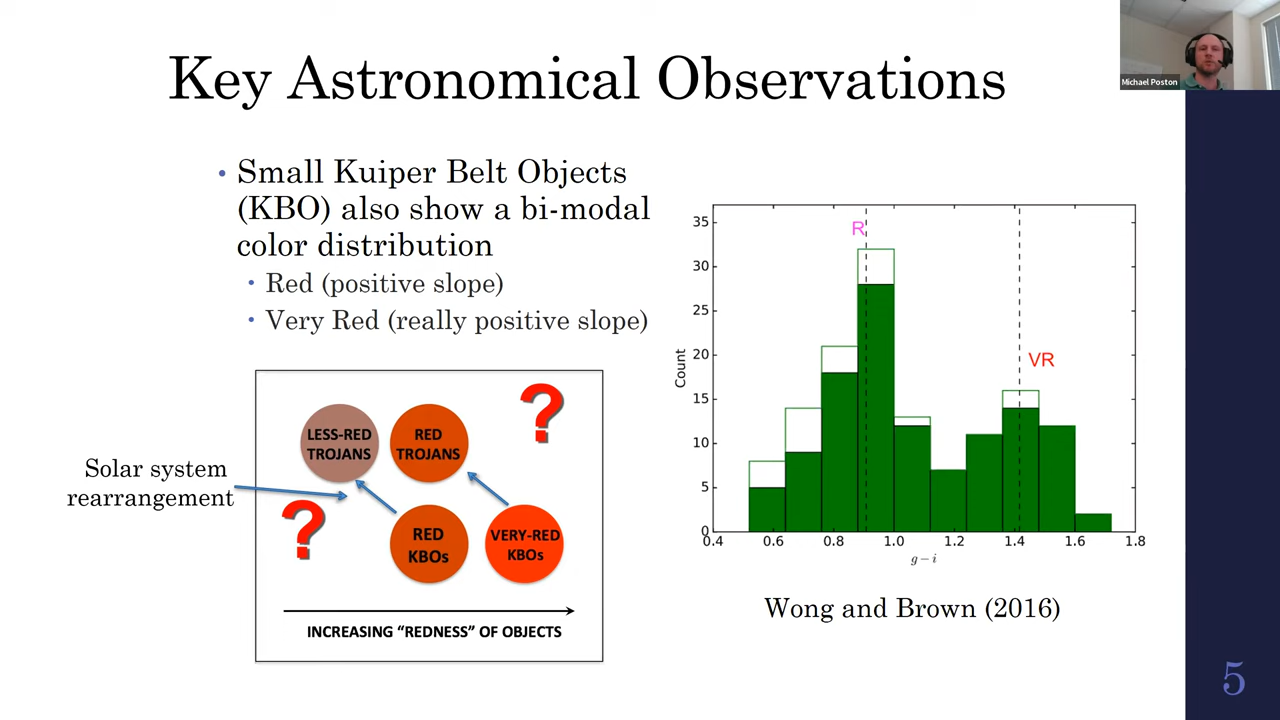 Key Astronomical Observations
Michael Poston
• Small Kuiper Belt Objects
(KBO) also show a bi-modal
color distribution
• Red (positive slope)
• Very Red (really positive slope)
Solar system
rearrangement
?
LESS-RED
TROJANS
RED
TROJANS
?
RED
KBOs
VERY-RED
KBOs
INCREASING “REDNESS” OF OBJECTS
R
VR
Count
35
30
25
20
15
10
5
0
0.4 0.6 0.8 1.0 1.2 1.4 1.6 1.8
g − i
Wong and Brown (2016)
5